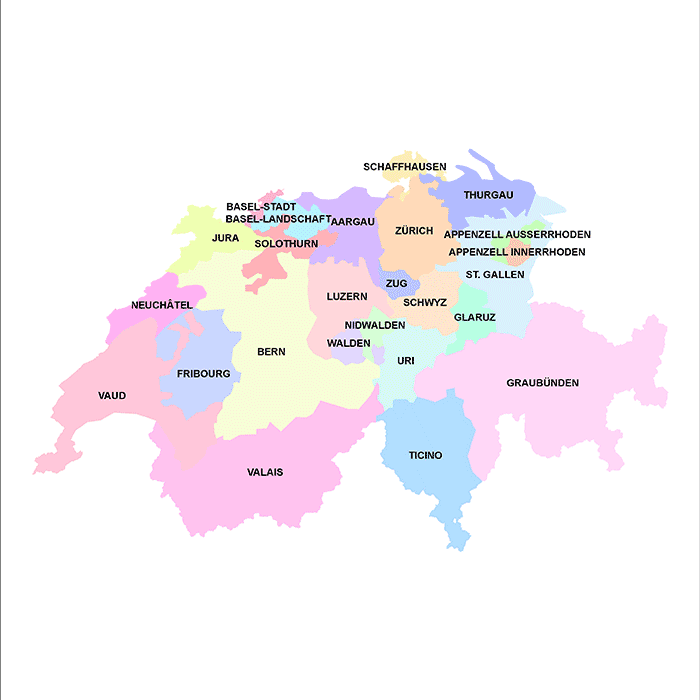 SCHAFFHAUSEN
THURGAU
BASEL-STADT
BASEL-LANDSCHAFT
AARGAU
ZÜRICH
APPENZELL AUSSERRHODEN
JURA
SOLOTHURN
APPENZELL INNERRHODEN
ST. GALLEN
ZUG
LUZERN
SCHWYZ
NEUCHÂTEL
GLARUZ
NIDWALDEN
WALDEN
BERN
URI
FRIBOURG
GRAUBÜNDEN
VAUD
TICINO
VALAIS